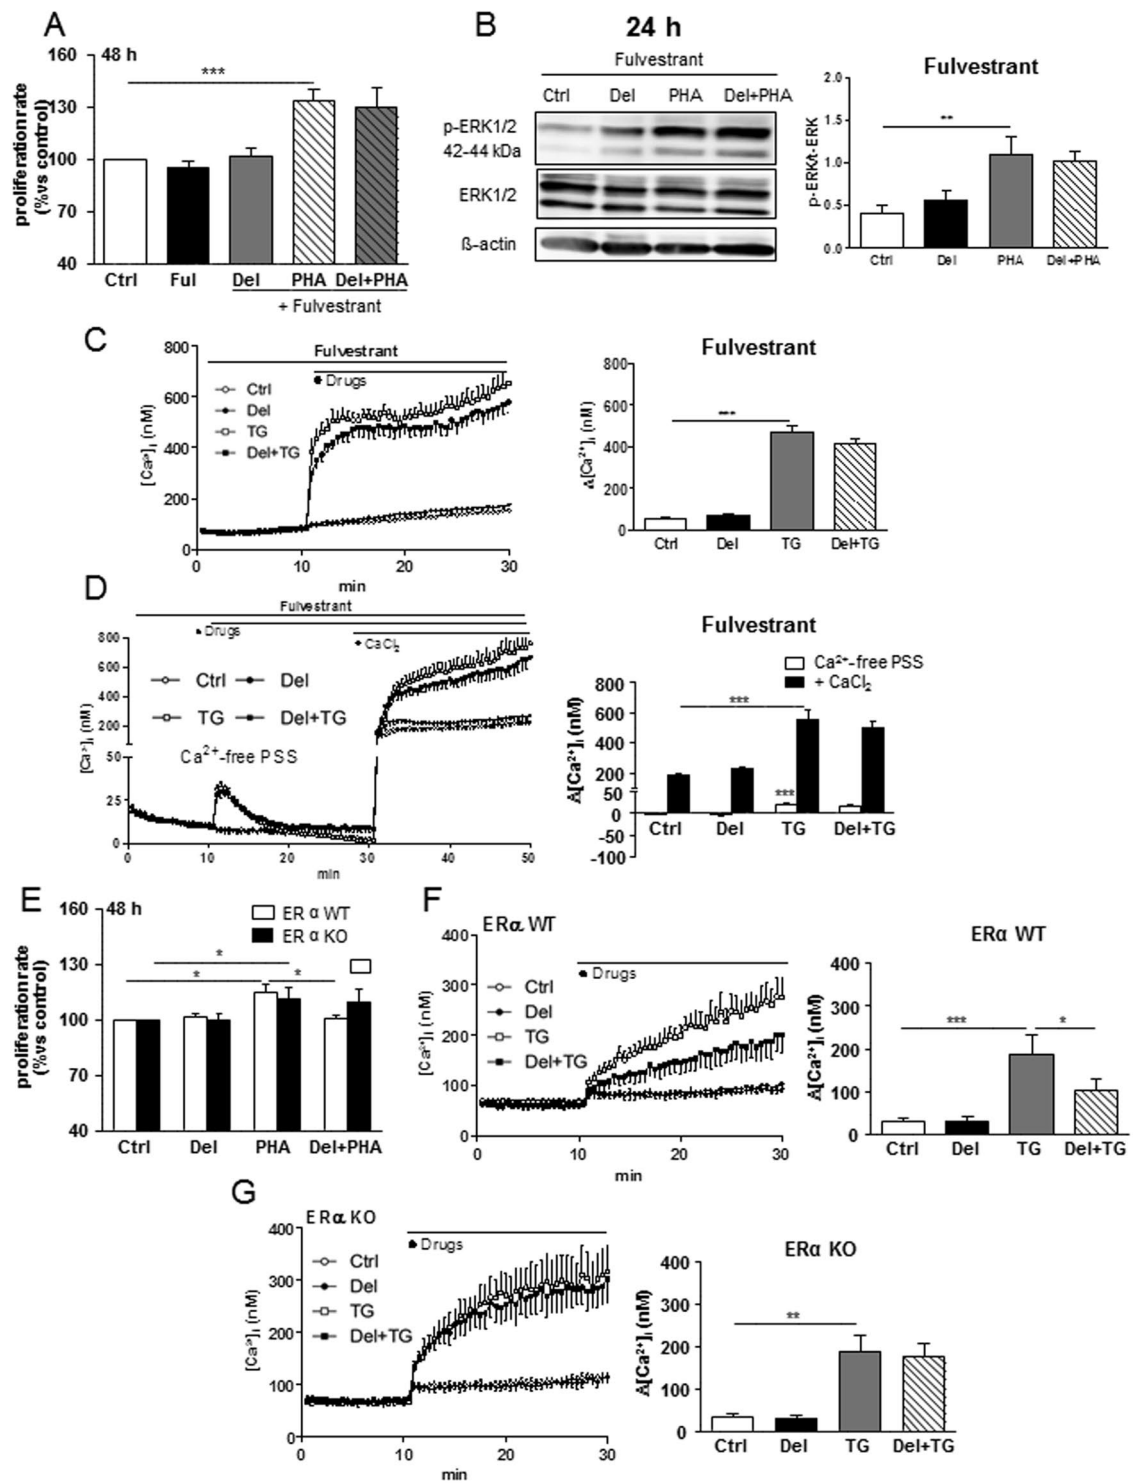 A
160
48 h
***
130
100
70
40
proliferation rate
(% vs control)
Ctrl Ful Del PHA Del+PHA
+ Fulvestrant
B
24 h
Fulvestrant
Ctrl Del PHA Del+PHA
p-ERK1/2
42-44 kDa
ERK1/2
ß-actin
Fulvestrant
2.0
1.5
1.0
0.5
0.0
p-ERK/t-ERK
**
Ctrl Del PHA Del+PHA
C
800
600
400
200
0
[Ca²⁺]i (nM)
Fulvestrant
Drugs
Ctrl
Del
TG
Del+TG
0 10 20 30
min
Fulvestrant
800
600
400
200
0
Δ[Ca²⁺]i (nM)
***
Ctrl Del TG Del+TG
D
Fulvestrant
Drugs
CaCl₂
800
600
400
200
50
25
0
[Ca²⁺]i (nM)
Ctrl Del
TG Del+TG
Ca²⁺-free PSS
0 10 20 30 40 50
min
Fulvestrant
Ca²⁺-free PSS
+ CaCl₂
800
600
400
200
50
0
-50
-100
Δ[Ca²⁺]i (nM)
***
***
Ctrl Del TG Del+TG
E
160
48 h
130
100
70
40
proliferation rate
(% vs control)
ER α WT
ER α KO
*
* *
Ctrl Del PHA Del+PHA
F
ERα WT
400
300
200
100
0
[Ca²⁺]i (nM)
Drugs
Ctrl
Del
TG
Del+TG
0 10 20 30
min
ERα WT
400
300
200
100
0
Δ[Ca²⁺]i (nM)
*** *
Ctrl Del TG Del+TG
G
ERα KO
400
300
200
100
0
[Ca²⁺]i (nM)
Drugs
Ctrl
Del
TG
Del+TG
0 10 20 30
min
ERα KO
400
300
200
100
0
Δ[Ca²⁺]i (nM)
**
Ctrl Del TG Del+TG